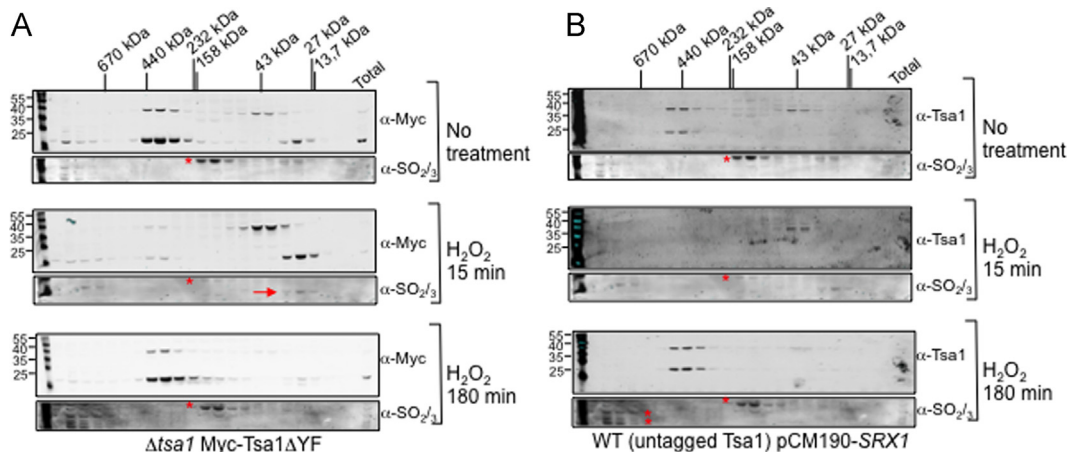 A
670 kDa 440 kDa 232 kDa 158 kDa 43 kDa 27 kDa 13,7 kDa Total
55
40
35
25
α-Myc
α-SO₂/₃
No treatment
55
40
35
25
α-Myc
α-SO₂/₃
H₂O₂
15 min
55
40
35
25
α-Myc
α-SO₂/₃
H₂O₂
180 min
Δtsa1 Myc-Tsa1ΔYF
B
670 kDa 440 kDa 232 kDa 158 kDa 43 kDa 27 kDa 13,7 kDa Total
55
40
35
25
α-Tsa1
α-SO₂/₃
No treatment
55
40
35
25
α-Tsa1
α-SO₂/₃
H₂O₂
15 min
55
40
35
25
α-Tsa1
α-SO₂/₃
H₂O₂
180 min
WT (untagged Tsa1) pCM190-SRX1